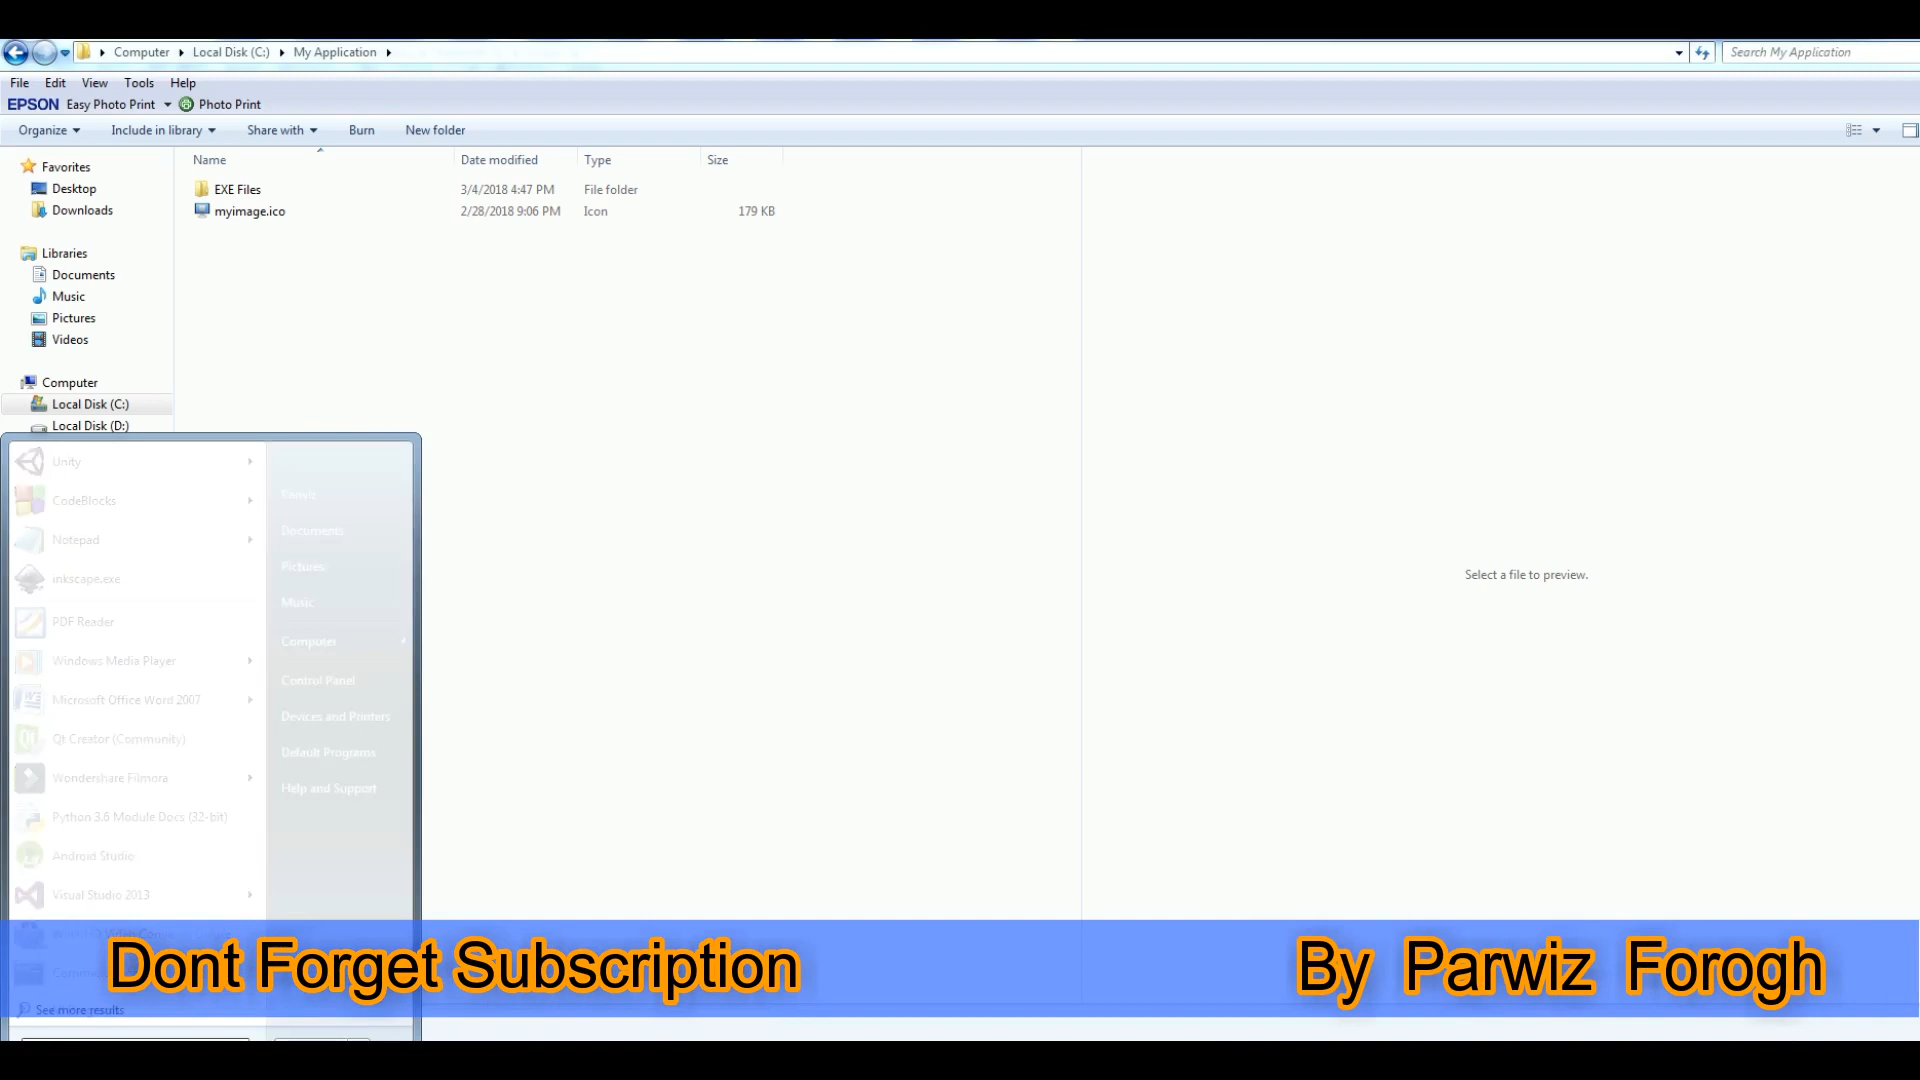 Computer Local Disk (C:) My Application
Search My Application
File Edit View Tools Help
EPSON Easy Photo Print Photo Print
Organize Include in library Share with Burn New folder
Name Date modified Type Size
EXE Files 3/4/2018 4:47 PM File folder
myimage.ico 2/28/2018 9:06 PM Icon 179 KB
Favorites
Desktop
Downloads
Libraries
Documents
Music
Pictures
Videos
Computer
Local Disk (C:)
Local Disk (D:)
Select a file to preview.
Unity
CodeBlocks
Notepad
inkscape.exe
PDF Reader
Windows Media Player
Microsoft Office Word 2007
Qt Creator (Community)
Wondershare Filmora
Python 3.6 Module Docs (32-bit)
Android Studio
Visual Studio 2013
See more results
Parwiz
Documents
Pictures
Music
Computer
Control Panel
Devices and Printers
Default Programs
Help and Support
Dont Forget Subscription
By Parwiz Forogh